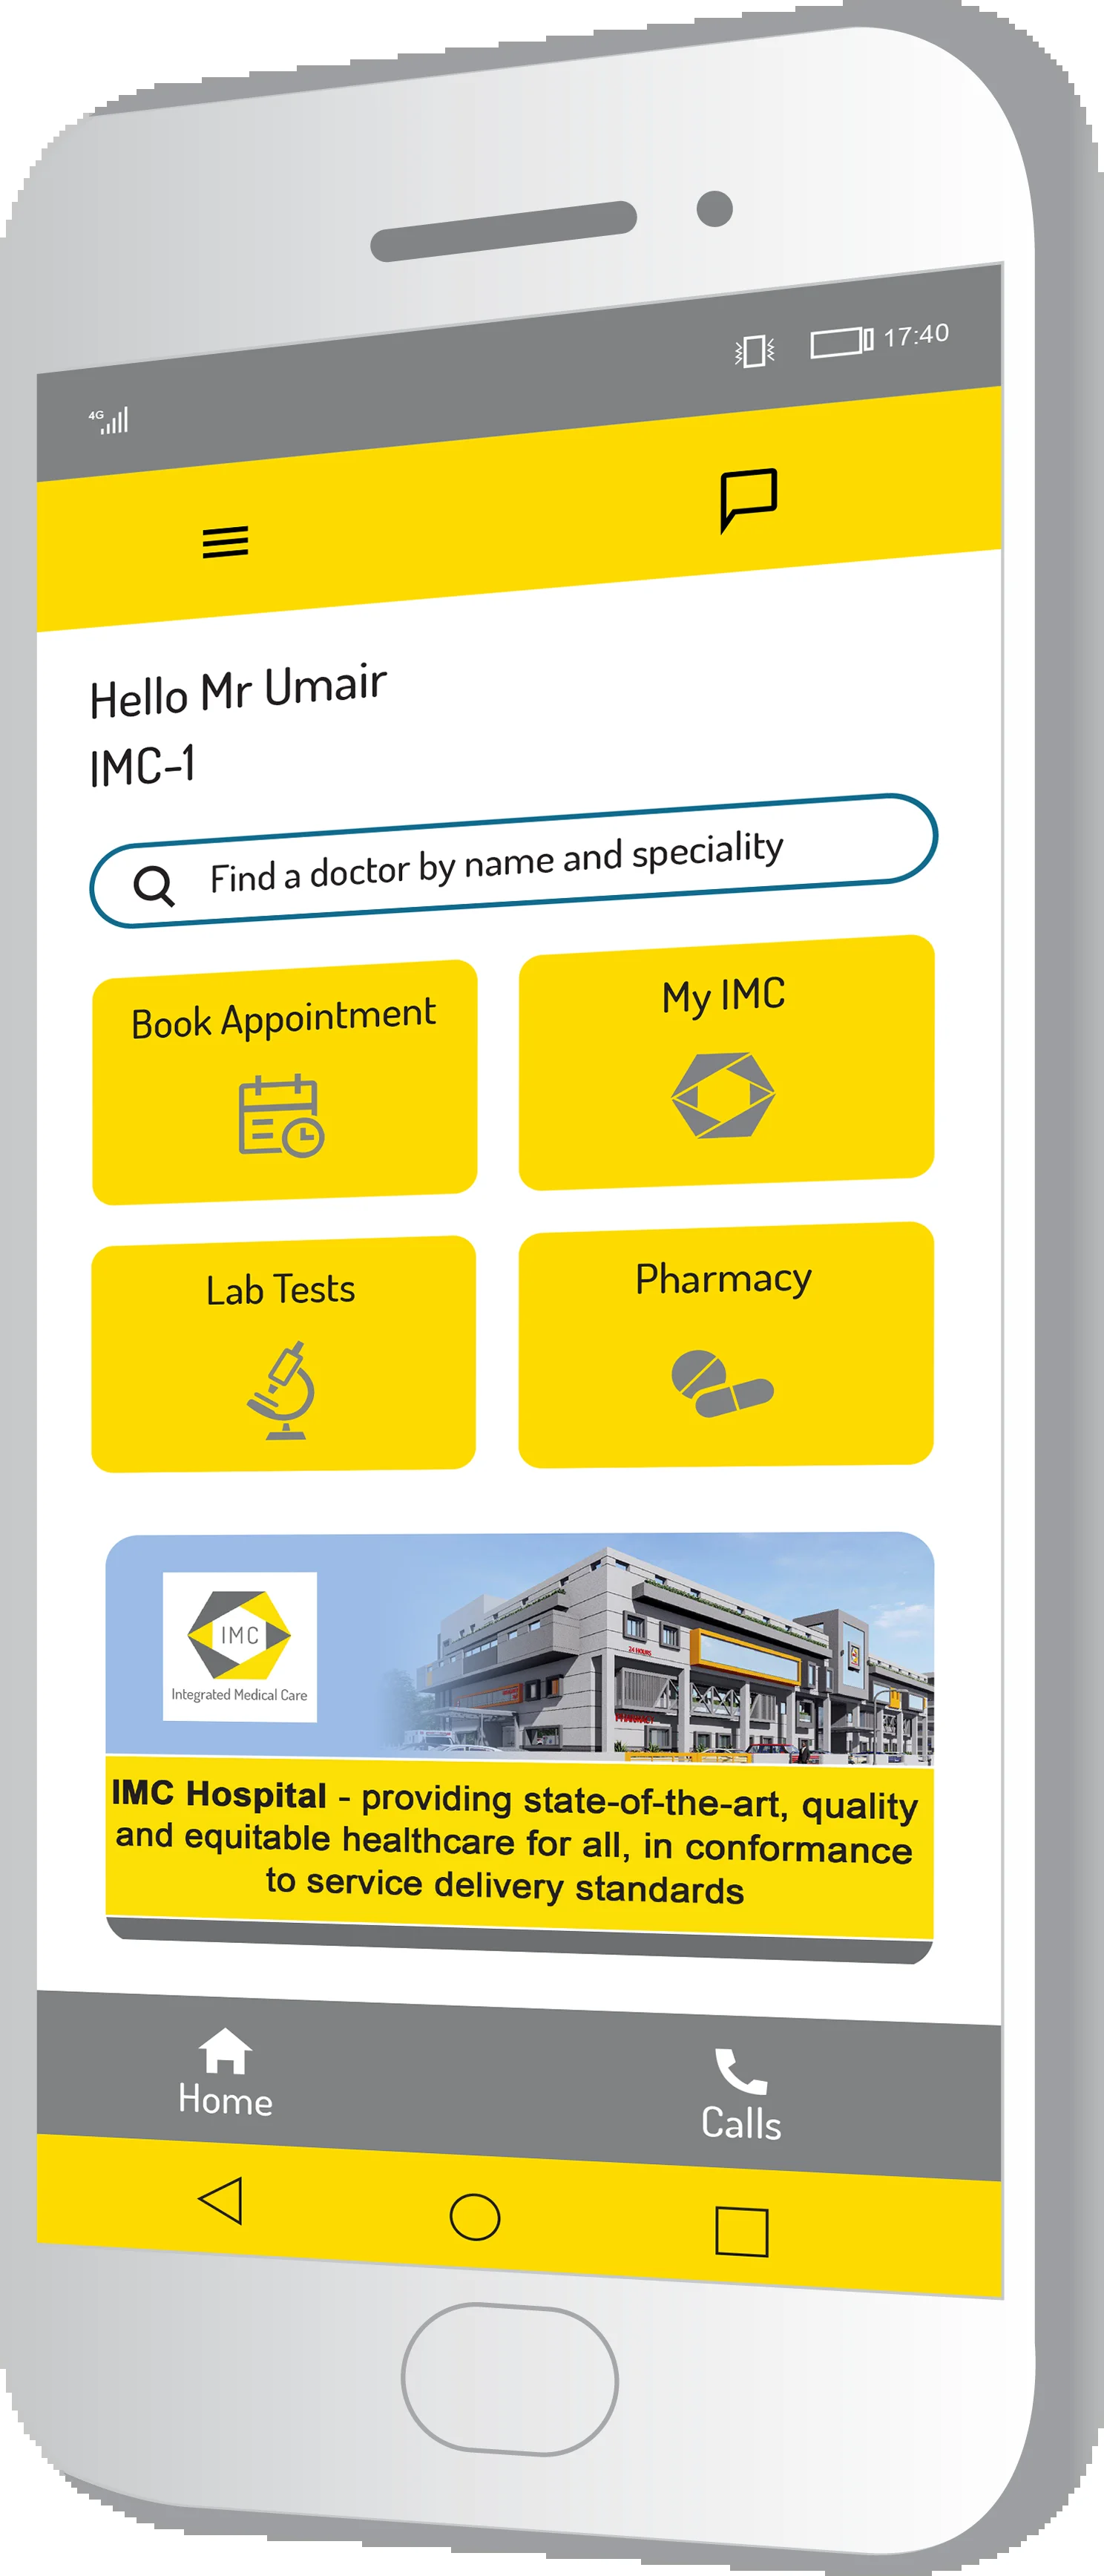 17:40
4G
Hello Mr Umair
IMC-1
Find a doctor by name and speciality
Book Appointment
My IMC
Lab Tests
Pharmacy
IMC
Integrated Medical Care
24 HOURS
PHARMACY
IMC Hospital - providing state-of-the-art, quality
and equitable healthcare for all, in conformance
to service delivery standards
Home
Calls